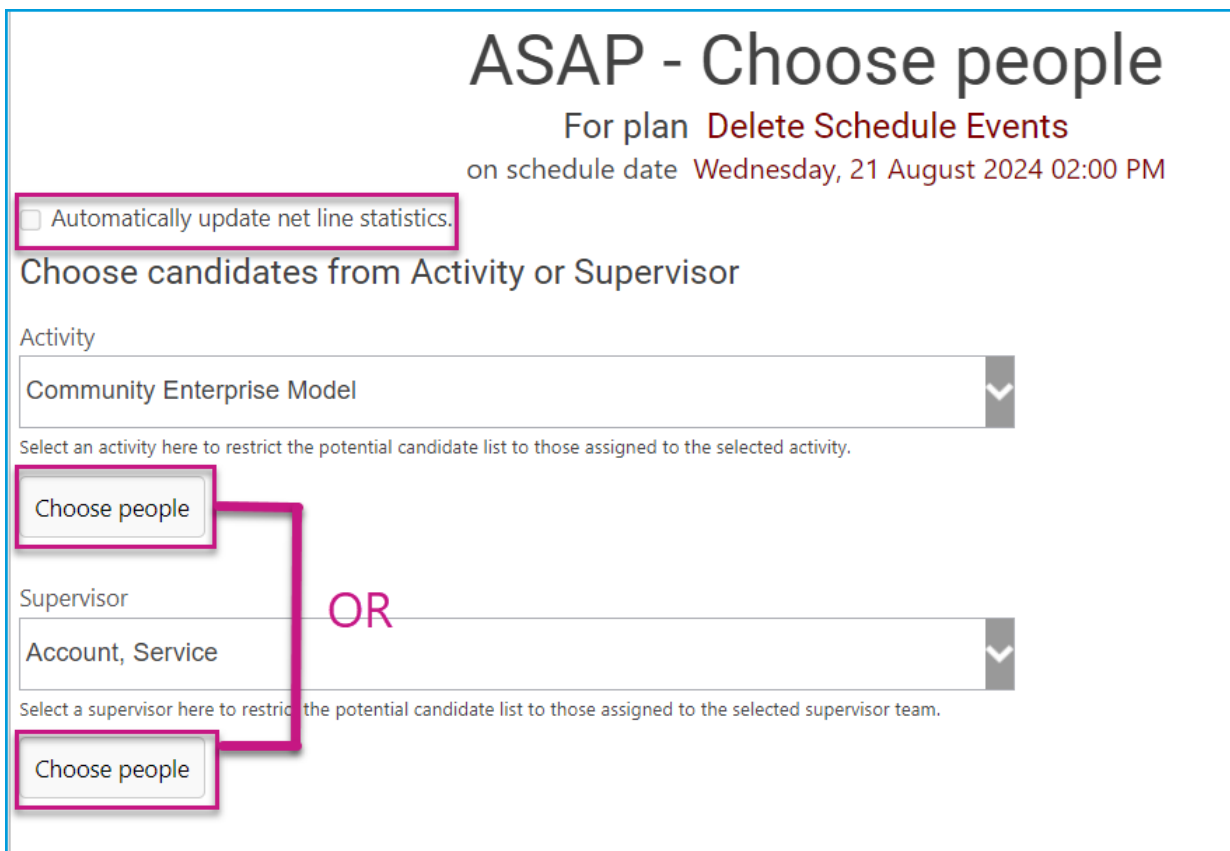 ASAP - Choose people
For plan Delete Schedule Events
on schedule date Wednesday, 21 August 2024 02:00 PM
Automatically update net line statistics.
Choose candidates from Activity or Supervisor
Activity
Community Enterprise Model
Select an activity here to restrict the potential candidate list to those assigned to the selected activity.
Choose people
Supervisor
OR
Account, Service
Select a supervisor here to restrict the potential candidate list to those assigned to the selected supervisor team.
Choose people